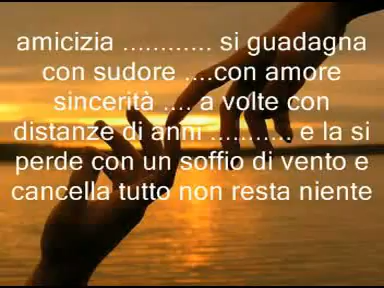 amicizia ............ si guadagna
con sudore ....con amore
sincerità .... a volte con
distanze di anni .......... e la si
perde con un soffio di vento e
cancella tutto non resta niente